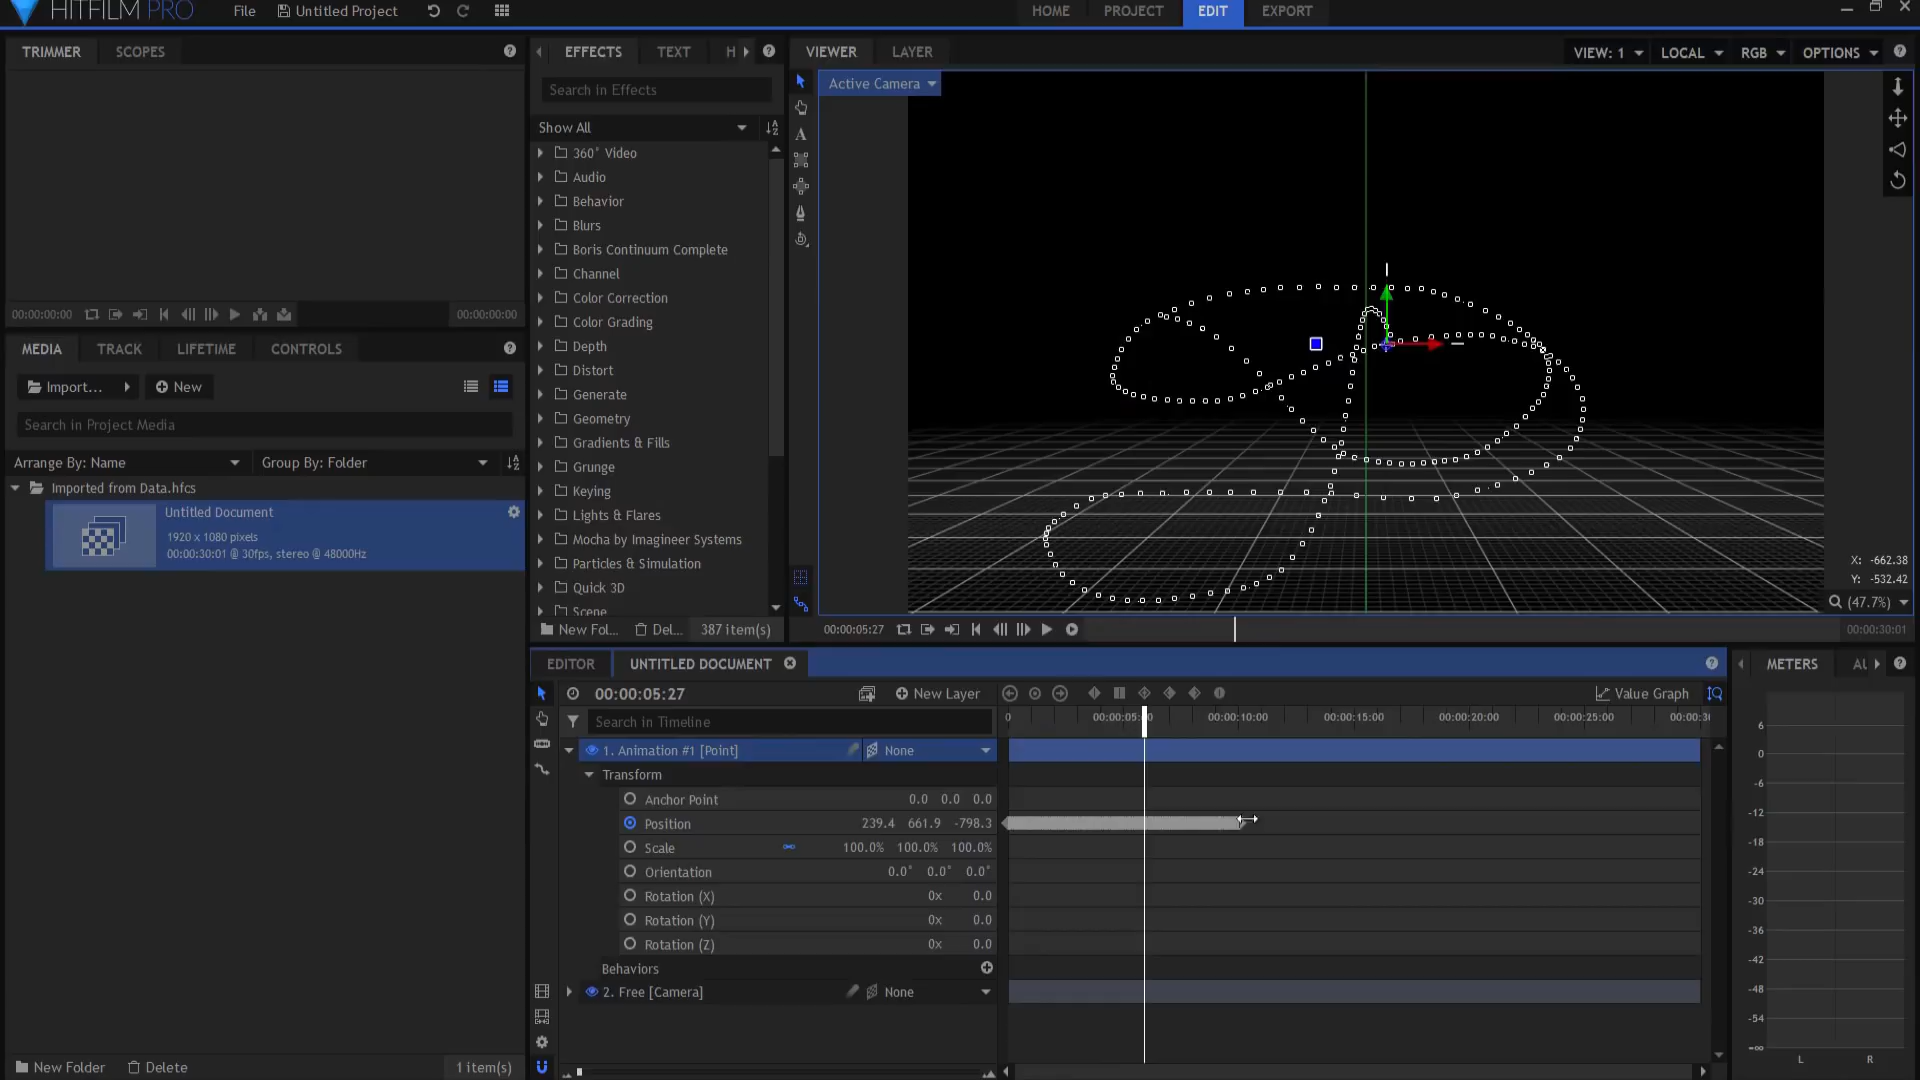 HITFILM PRO
File
Untitled Project
HOME
PROJECT
EDIT
EXPORT
TRIMMER
SCOPES
EFFECTS
TEXT
H
VIEWER
LAYER
VIEW: 1
LOCAL
RGB
OPTIONS
Search in Effects
Active Camera
Show All
360° Video
Audio
Behavior
Blurs
Boris Continuum Complete
Channel
Color Correction
Color Grading
Depth
Distort
Generate
Geometry
Gradients & Fills
Grunge
Keying
Lights & Flares
Mocha by Imagineer Systems
Particles & Simulation
Quick 3D
Scene
New Fol...
Del...
387 item(s)
00:00:00:00
00:00:00:00
MEDIA
TRACK
LIFETIME
CONTROLS
Import...
New
Search in Project Media
Arrange By: Name
Group By: Folder
Imported from Data.hfcs
Untitled Document
1920 x 1080 pixels
00:00:30:01 @ 30fps, stereo @ 48000Hz
New Folder
Delete
1 item(s)
X: -662.38
Y: -532.42
(47.7%)
00:00:05:27
00:00:30:01
EDITOR
UNTITLED DOCUMENT
00:00:05:27
New Layer
Value Graph
Search in Timeline
0
00:00:10:00
00:00:15:00
00:00:20:00
00:00:25:00
1. Animation #1 [Point]
None
Transform
Anchor Point 0.0 0.0 0.0
Position 239.4 661.9 -798.3
Scale 100.0% 100.0% 100.0%
Orientation 0.0° 0.0° 0.0°
Rotation (X) 0x 0.0
Rotation (Y) 0x 0.0
Rotation (Z) 0x 0.0
Behaviors
2. Free [Camera]
None
METERS
6
0
-6
-12
-18
-24
-30
-36
-42
-48
-54
-∞
L
R